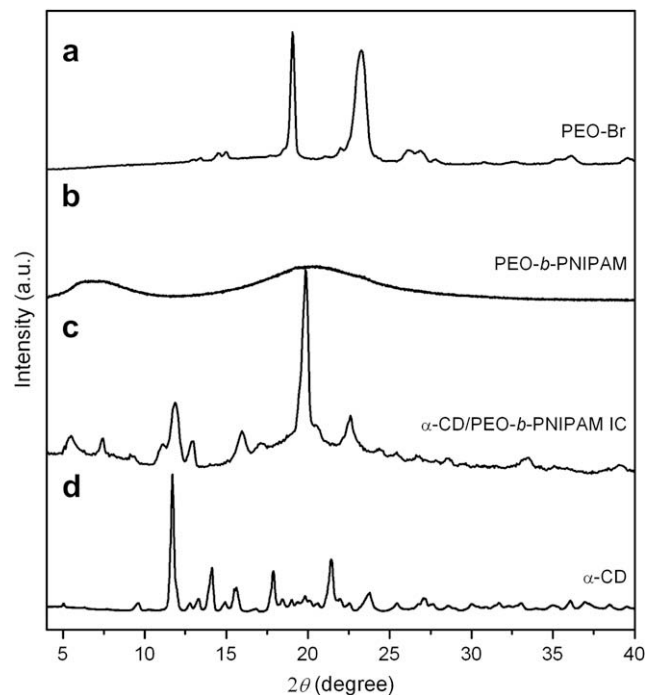 a
PEO-Br
b
PEO-b-PNIPAM
c
α-CD/PEO-b-PNIPAM IC
d
α-CD
Intensity (a.u.)
5 10 15 20 25 30 35 40
2θ (degree)